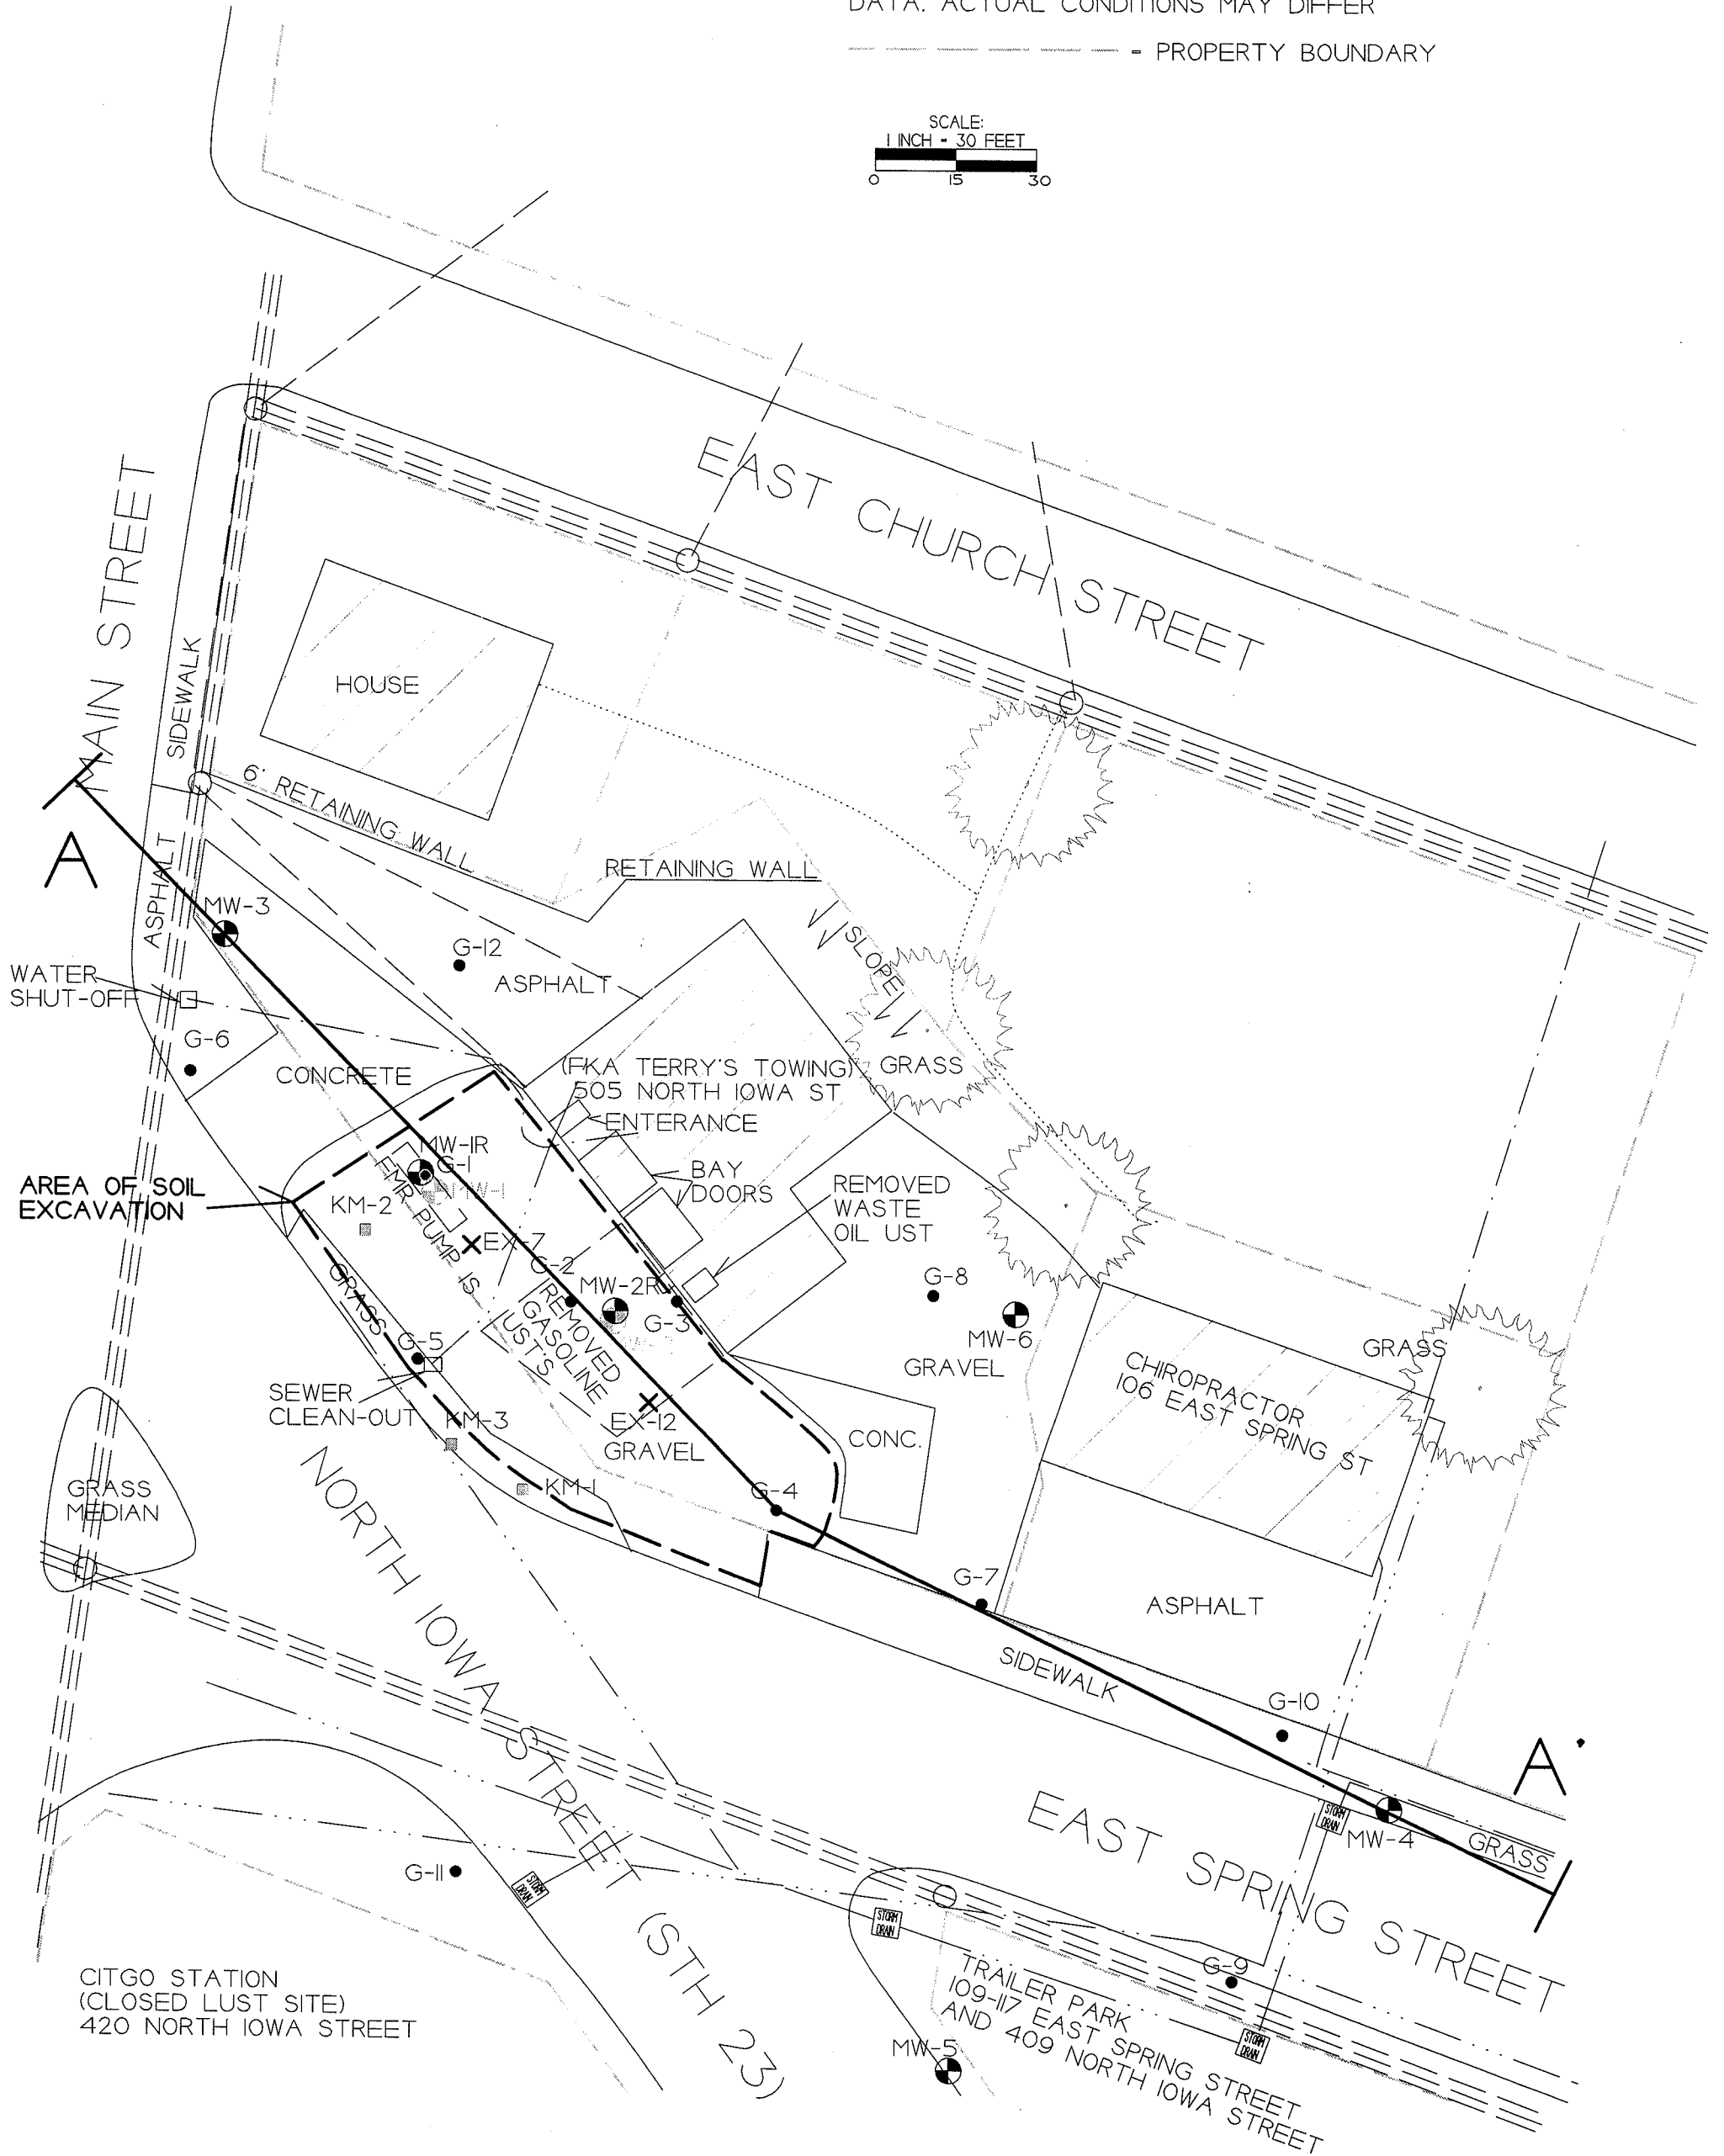 DATA. ACTUAL CONDITIONS MAY DIFFER
- PROPERTY BOUNDARY
SCALE:
1 INCH - 30 FEET
0 15 30
EAST CHURCH STREET
MAIN STREET
SIDEWALK
HOUSE
6' RETAINING WALL
RETAINING WALL
A
ASPHALT
MW-3
G-12
ASPHALT
SLOPE
WATER
SHUT-OFF
G-6
CONCRETE
(FKA TERRY'S TOWING)
505 NORTH IOWA ST
GRASS
ENTERANCE
MW-1R
G-1
MW-1
BAY
DOORS
AREA OF SOIL
EXCAVATION
KM-2
FMR PUMP IS
EX-7
REMOVED
WASTE
OIL UST
GRASS
G-2
MW-2R
G-3
G-8
MW-6
REMOVED
GASOLINE
UST'S
G-5
GRAVEL
GRASS
CHIROPRACTOR
106 EAST SPRING ST
SEWER
CLEAN-OUT
KM-3
EX-12
GRAVEL
CONC.
GRASS
MEDIAN
KM-1
G-4
G-7
ASPHALT
NORTH IOWA STREET (STH 23)
SIDEWALK
G-10
A'
EAST SPRING STREET
STORM
DRAIN
MW-4
GRASS
G-11
STORM
DRAIN
STORM
DRAIN
G-9
STORM
DRAIN
CITGO STATION
(CLOSED LUST SITE)
420 NORTH IOWA STREET
TRAILER PARK
109-117 EAST SPRING STREET
AND 409 NORTH IOWA STREET
MW-5